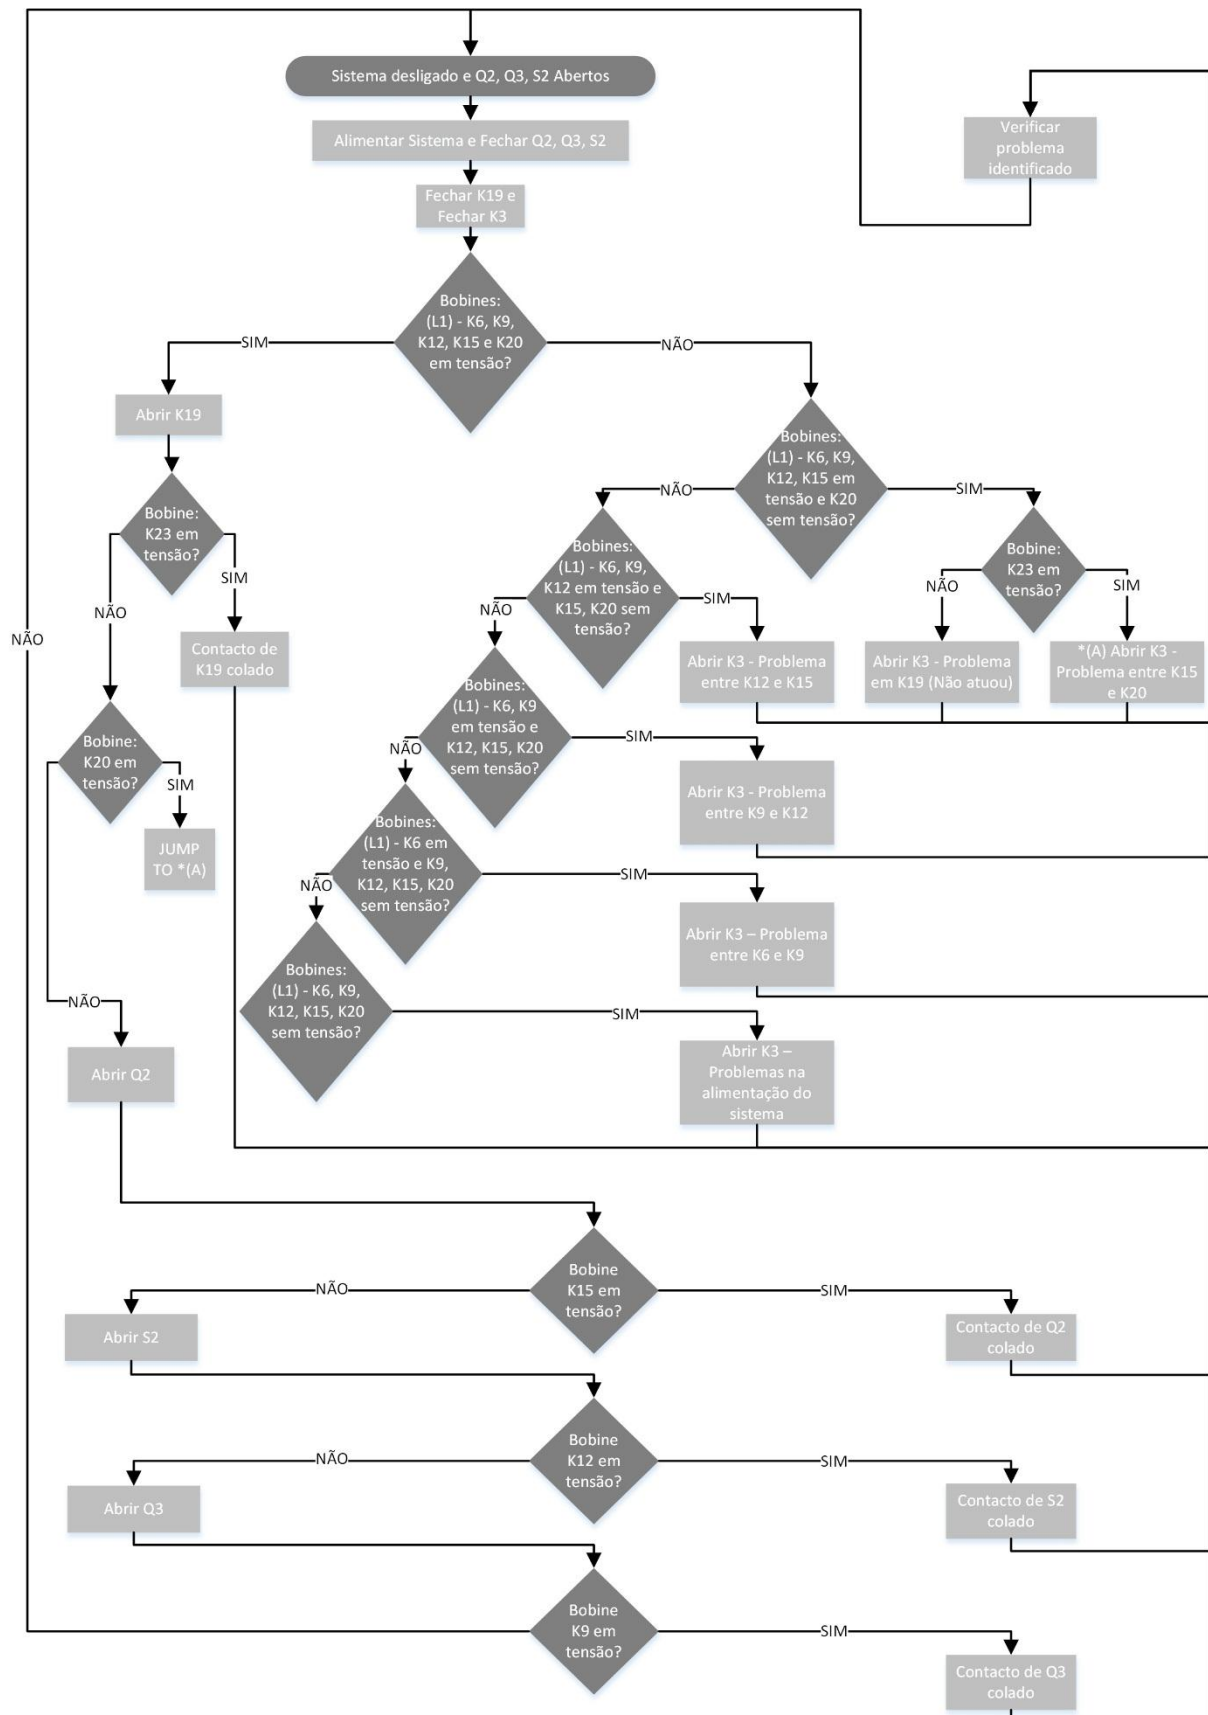 Sistema desligado e Q2, Q3, S2 Abertos
Alimentar Sistema e Fechar Q2, Q3, S2
Verificar
problema
identificado
Fechar K19 e
Fechar K3
Bobines:
(L1) - K6, K9,
K12, K15 e K20
em tensão?
SIM
NÃO
Abrir K19
Bobines:
(L1) - K6, K9,
K12, K15 em
tensão e K20
sem tensão?
NÃO
SIM
Bobine:
K23 em
tensão?
SIM
NÃO
Bobines:
(L1) - K6, K9,
K12 em tensão e
K15, K20 sem
tensão?
NÃO
SIM
Bobine:
K23 em
tensão?
NÃO
SIM
NÃO
Contacto de
K19 colado
Abrir K3 - Problema
entre K12 e K15
Abrir K3 - Problema
em K19 (Não atuou)
*(A) Abrir K3 -
Problema entre K15
e K20
Bobines:
(L1) - K6, K9
em tensão e
K12, K15, K20
sem tensão?
NÃO
SIM
Bobine:
K20 em
tensão?
SIM
NÃO
JUMP
TO *(A)
Abrir K3 - Problema
entre K9 e K12
Bobines:
(L1) - K6 em
tensão e K9,
K12, K15, K20
sem tensão?
NÃO
SIM
Abrir K3 – Problema
entre K6 e K9
Bobines:
(L1) - K6, K9,
K12, K15, K20
sem tensão?
SIM
Abrir K3 –
Problemas na
alimentação do
sistema
Abrir Q2
Bobine
K15 em
tensão?
NÃO
SIM
Abrir S2
Contacto de Q2
colado
Bobine
K12 em
tensão?
NÃO
SIM
Abrir Q3
Contacto de S2
colado
Bobine
K9 em
tensão?
SIM
Contacto de Q3
colado